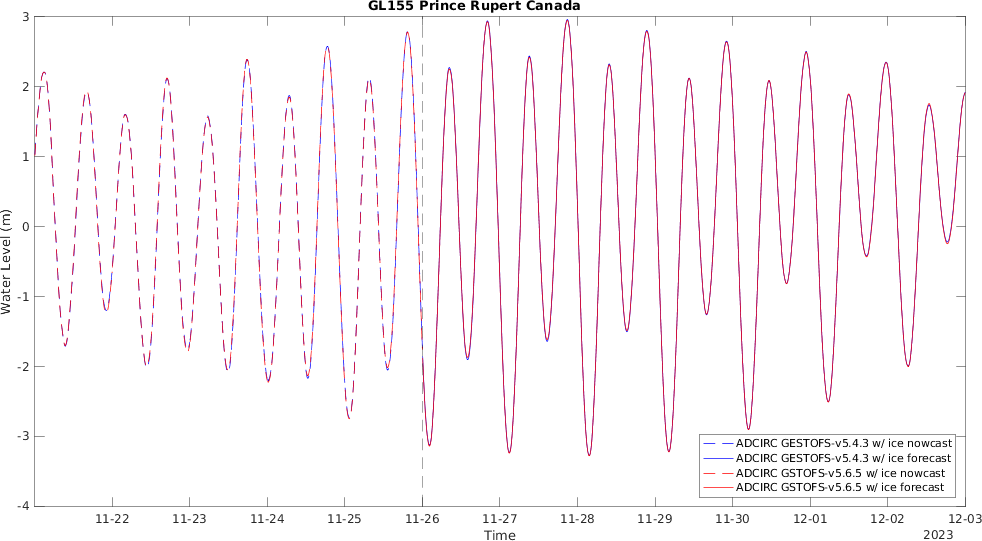 GL155 Prince Rupert Canada
3
2
1
0
-1
-2
-3
-4
Water Level (m)
ADCIRC GESTOFS-v5.4.3 w/ ice nowcast
ADCIRC GESTOFS-v5.4.3 w/ ice forecast
ADCIRC GSTOFS-v5.6.5 w/ ice nowcast
ADCIRC GSTOFS-v5.6.5 w/ ice forecast
11-22 11-23 11-24 11-25 11-26 11-27 11-28 11-29 11-30 12-01 12-02 12-03
Time
2023